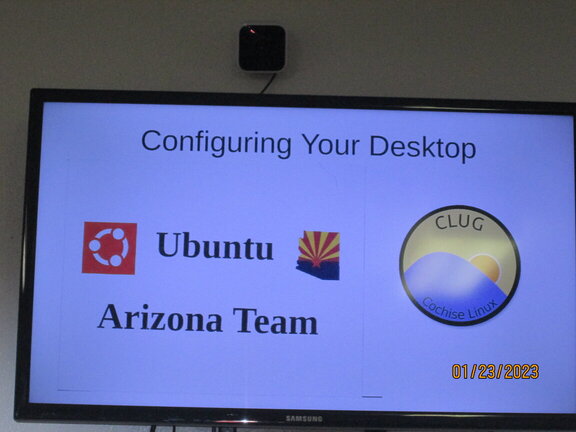 Configuring Your Desktop
Ubuntu
Arizona Team
CLUG
Cochise Linux
01/23/2023
SAMSUNG